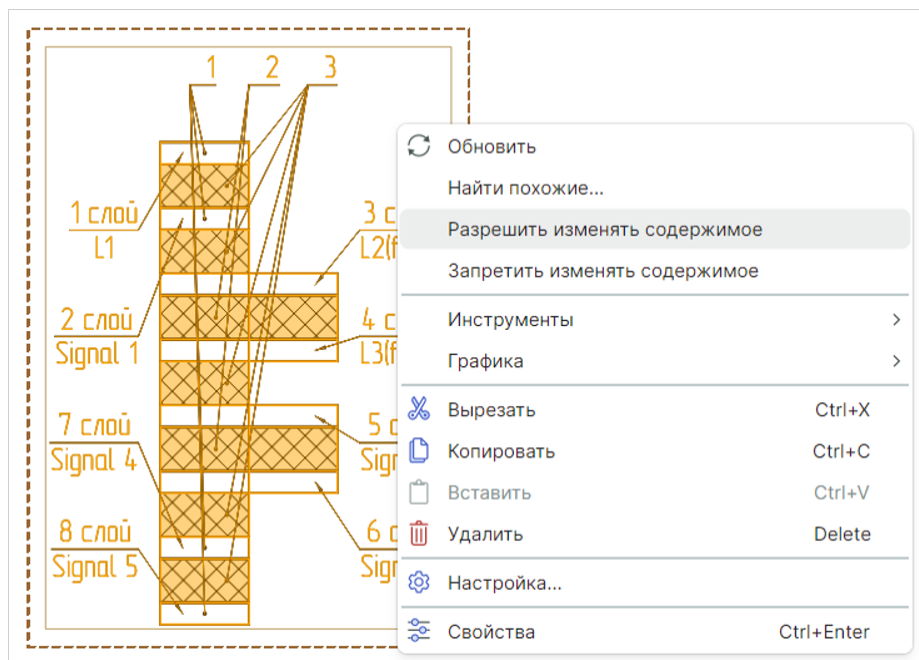 1 2 3
1 слой
L1
2 слой
Signal 1
7 слой
Signal 4
8 слой
Signal 5
3 с
L2(f
4 с
L3(f
5 с
Sig
6 с
Sig
Обновить
Найти похожие...
Разрешить изменять содержимое
Запретить изменять содержимое
Инструменты
Графика
Вырезать Ctrl+X
Копировать Ctrl+C
Вставить Ctrl+V
Удалить Delete
Настройка...
Свойства Ctrl+Enter